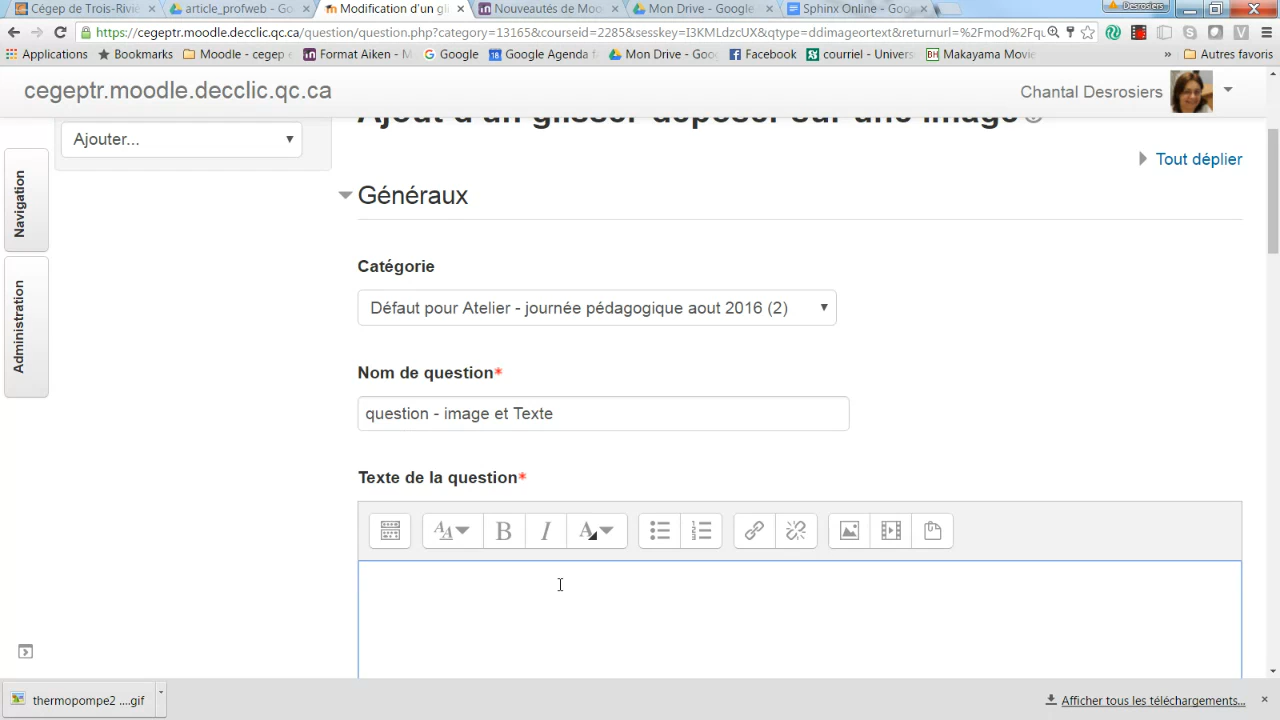 Cégep de Trois-Riviè
article_profweb - Go
Modification d'un gl
Nouveautés de Moo
Mon Drive - Google
Sphinx Online - Goo
Desrosiers
https://cegeptr.moodle.decclic.qc.ca/question/question.php?category=13165&courseid=2285&sesskey=I3KMLdzcUX&qtype=ddimageortext&returnurl=%2Fmod%2Fqu
Applications
Bookmarks
Moodle - cegep
Format Aiken - M
Google
Google Agenda
Mon Drive - Goog
Facebook
courriel - Univers
Makayama Movie
»
Autres favoris
cegeptr.moodle.decclic.qc.ca
Chantal Desrosiers
Ajout d'un glisser-déposer sur une image
Ajouter...
Tout déplier
Navigation
Généraux
Catégorie
Administration
Défaut pour Atelier - journée pédagogique aout 2016 (2)
Nom de question*
question - image et Texte
Texte de la question*
thermopompe2 ....gif
Afficher tous les téléchargements...